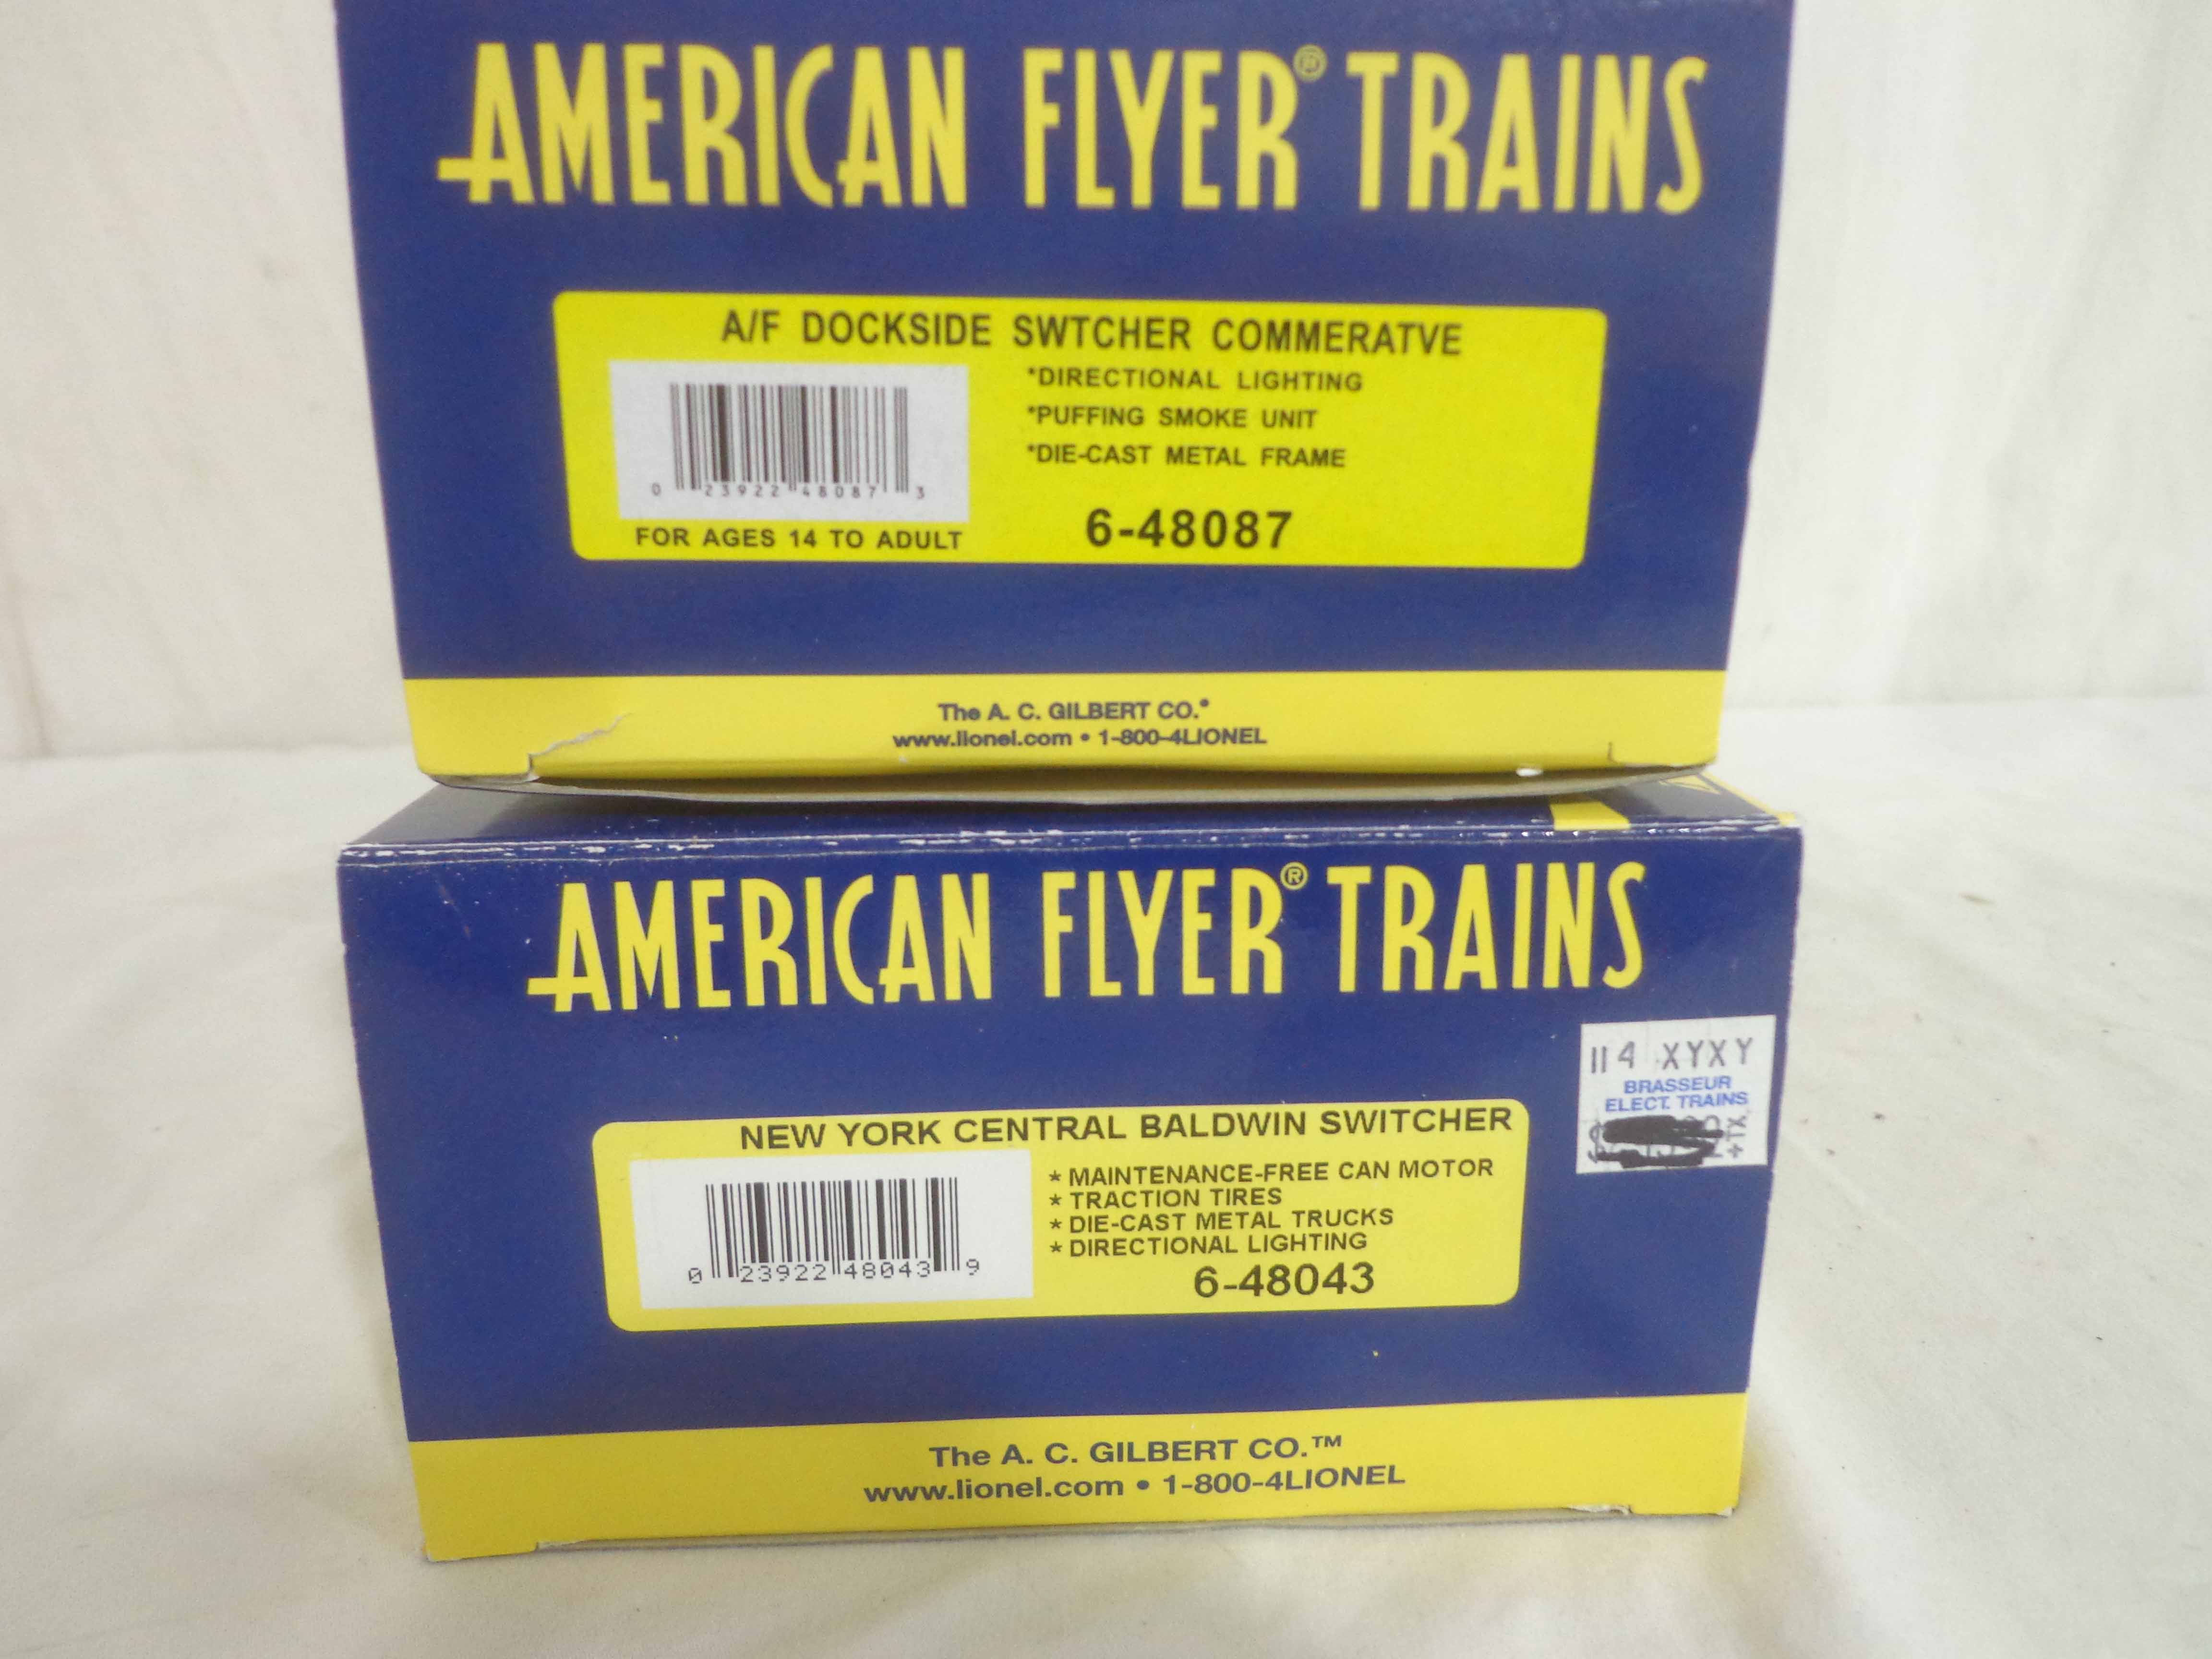 AMERICAN FLYER® TRAINS
A/F DOCKSIDE SWTCHER COMMERATVE
*DIRECTIONAL LIGHTING
*PUFFING SMOKE UNIT
*DIE-CAST METAL FRAME
0 23922 48087 3
FOR AGES 14 TO ADULT
6-48087
The A. C. GILBERT CO.®
www.lionel.com • 1-800-4LIONEL
AMERICAN FLYER® TRAINS
114 XYXY
BRASSEUR
ELECT. TRAINS
+TX
NEW YORK CENTRAL BALDWIN SWITCHER
* MAINTENANCE-FREE CAN MOTOR
* TRACTION TIRES
* DIE-CAST METAL TRUCKS
* DIRECTIONAL LIGHTING
0 23922 48043 9
6-48043
The A. C. GILBERT CO.™
www.lionel.com • 1-800-4LIONEL